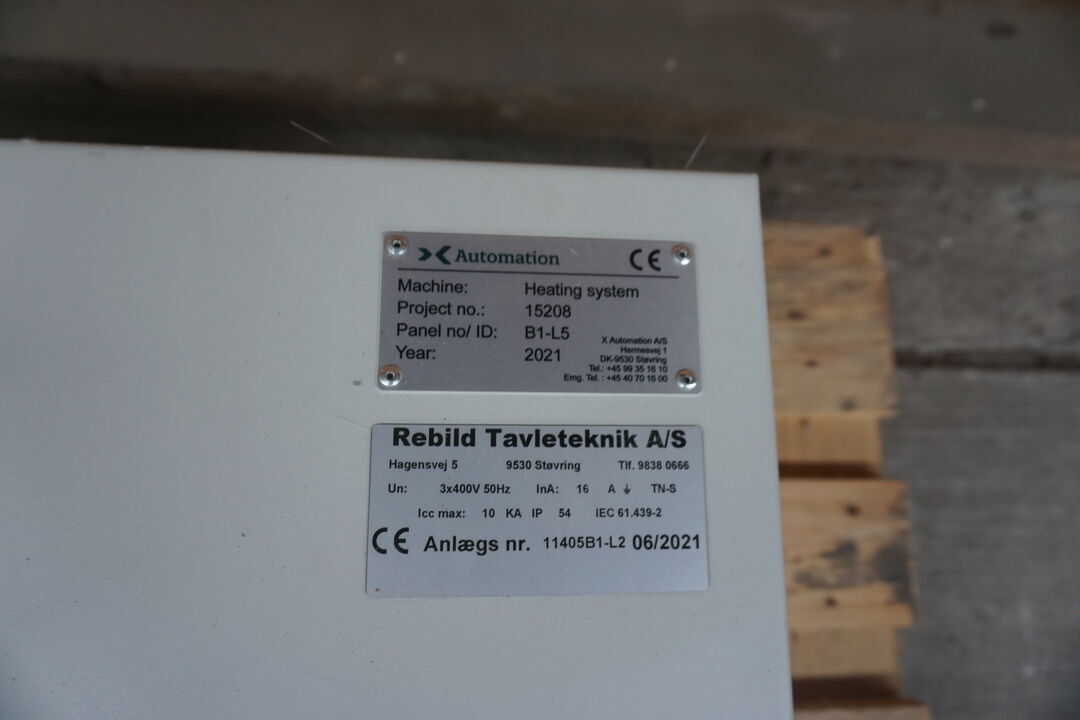 Automation CE
Machine: Heating system
Project no.: 15208
Panel no/ ID: B1-L5
Year: 2021
X Automation A/S
Hermesvej 1
DK-9530 Støvring
Tel.: +45 99 35 16 10
Emg. Tel. : +45 40 70 16 00
Rebild Tavleteknik A/S
Hagensvej 5 9530 Støvring Tlf. 9838 0666
Un: 3x400V 50Hz InA: 16 A ⏚ TN-S
Icc max: 10 KA IP 54 IEC 61.439-2
CE Anlægs nr. 11405B1-L2 06/2021